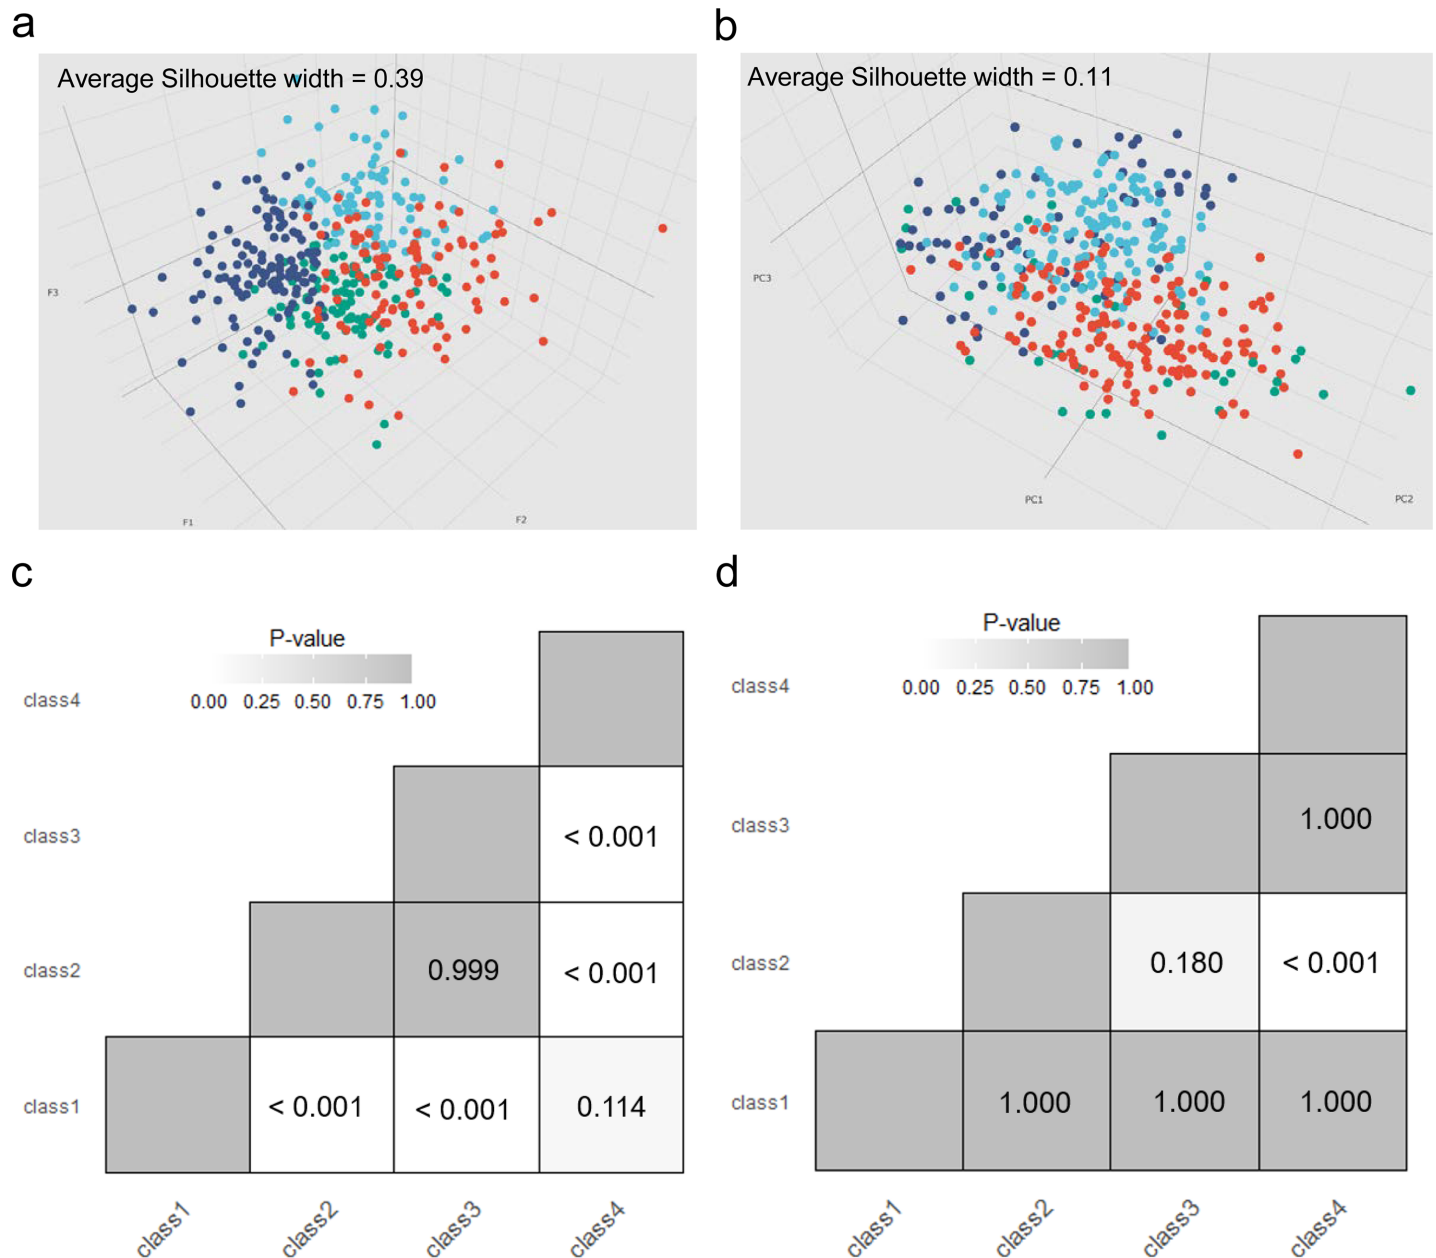 a
Average Silhouette width = 0.39
F3
F1
F2
b
Average Silhouette width = 0.11
PC3
PC1
PC2
c
P-value
0.00 0.25 0.50 0.75 1.00
class4
class3
< 0.001
class2
0.999 < 0.001
class1
< 0.001 < 0.001 0.114
class1 class2 class3 class4
d
P-value
0.00 0.25 0.50 0.75 1.00
class4
class3
1.000
class2
0.180 < 0.001
class1
1.000 1.000 1.000
class1 class2 class3 class4